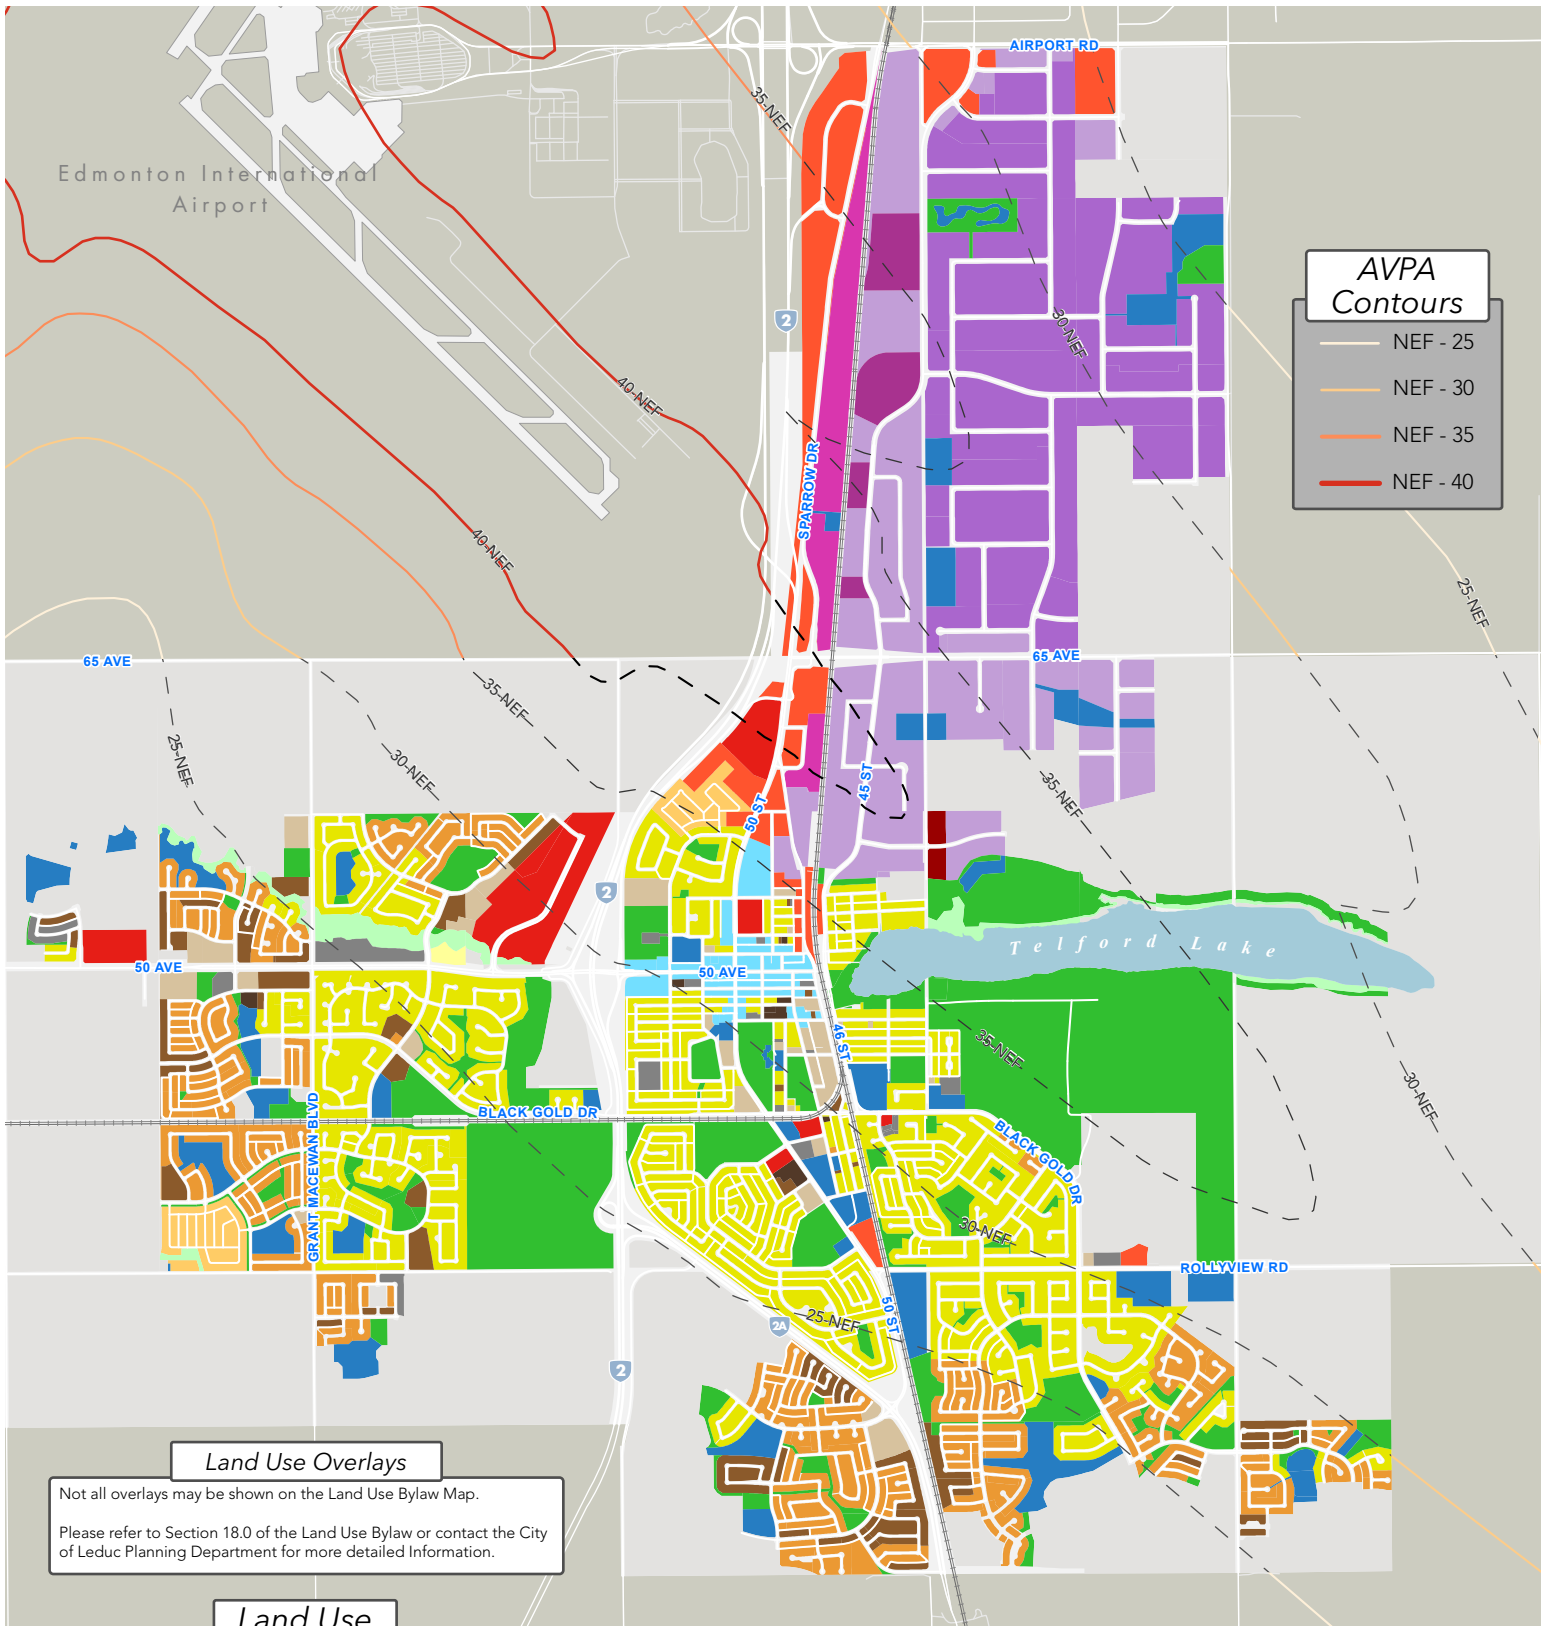 AIRPORT RD
35-NEF
Edmonton International
Airport
AVPA
Contours
NEF - 25
NEF - 30
NEF - 35
NEF - 40
2
30-NEF
40-NEF
SPARROW DR
40-NEF
25-NEF
65 AVE
65 AVE
35-NEF
25-NEF
30-NEF
45 ST
35-NEF
50 ST
2
Telford Lake
50 AVE
50 AVE
46 ST
35-NEF
30-NEF
BLACK GOLD DR
GRANT MACEWAN BLVD
BLACK GOLD DR
30-NEF
ROLLYVIEW RD
50 ST
25-NEF
2A
2
Land Use Overlays
Not all overlays may be shown on the Land Use Bylaw Map.
Please refer to Section 18.0 of the Land Use Bylaw or contact the City
of Leduc Planning Department for more detailed Information.
Land Use